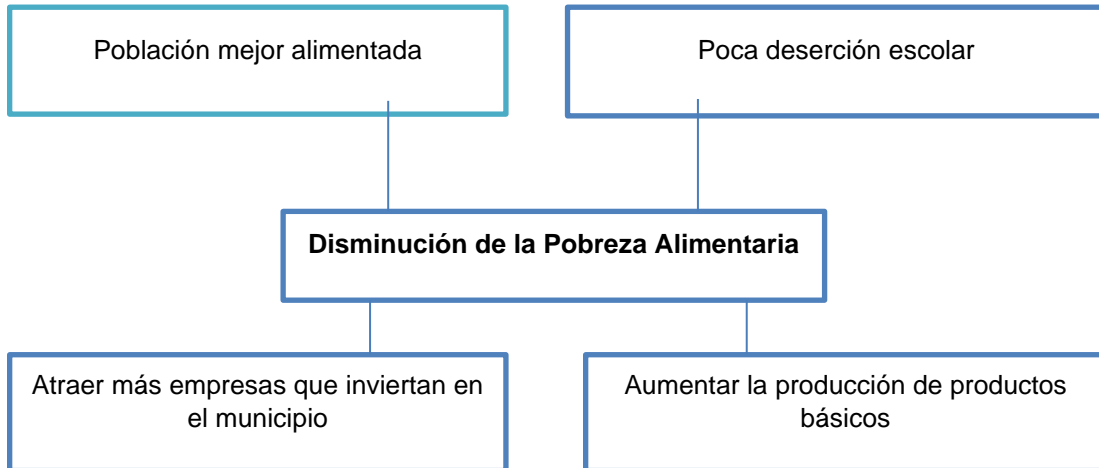 Población mejor alimentada
Poca deserción escolar
Disminución de la Pobreza Alimentaria
Atraer más empresas que inviertan en
el municipio
Aumentar la producción de productos
básicos